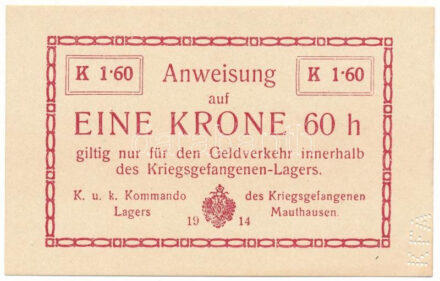 K 1·60 Anweisung K 1·60
auf
EINE KRONE 60 h
giltig nur für den Geldverkehr innerhalb
des Kriegsgefangenen-Lagers.
K. u. k. Kommando des Kriegsgefangenen
Lagers Mauthausen.
19 14